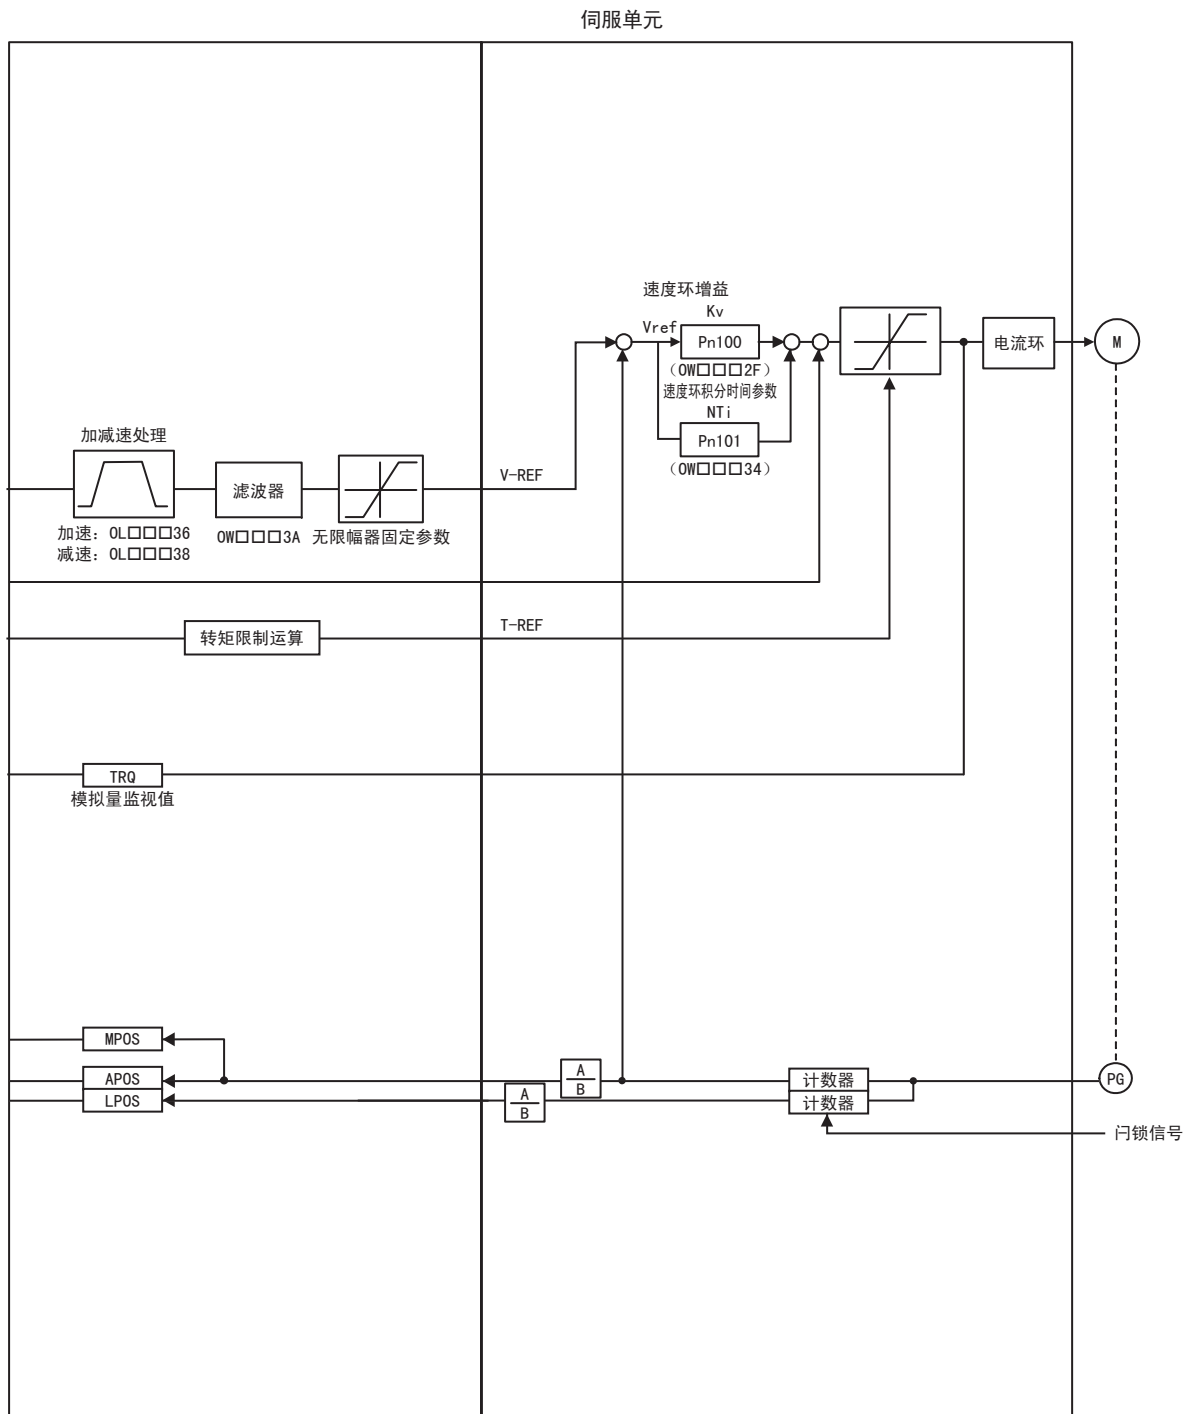 伺服单元
速度环增益
Kv
Vref
Pn100
(OW□□□2F)
速度环积分时间参数
NTi
Pn101
(OW□□□34)
电流环
M
加减速处理
滤波器
V-REF
加速：OL□□□36
减速：OL□□□38
OW□□□3A
无限幅器固定参数
转矩限制运算
T-REF
TRQ
模拟量监视值
MPOS
APOS
LPOS
A
B
A
B
计数器
计数器
PG
闩锁信号